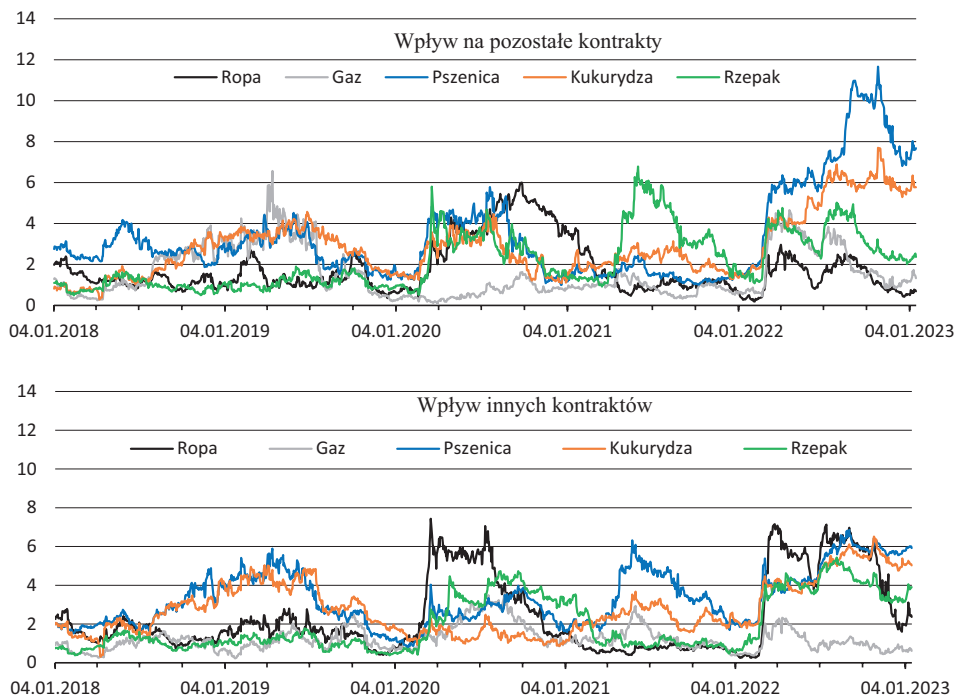 14
Wpływ na pozostałe kontrakty
12
Ropa Gaz Pszenica Kukurydza Rzepak
10
8
6
4
2
0
04.01.2018 04.01.2019 04.01.2020 04.01.2021 04.01.2022 04.01.2023
14
Wpływ innych kontraktów
12
Ropa Gaz Pszenica Kukurydza Rzepak
10
8
6
4
2
0
04.01.2018 04.01.2019 04.01.2020 04.01.2021 04.01.2022 04.01.2023